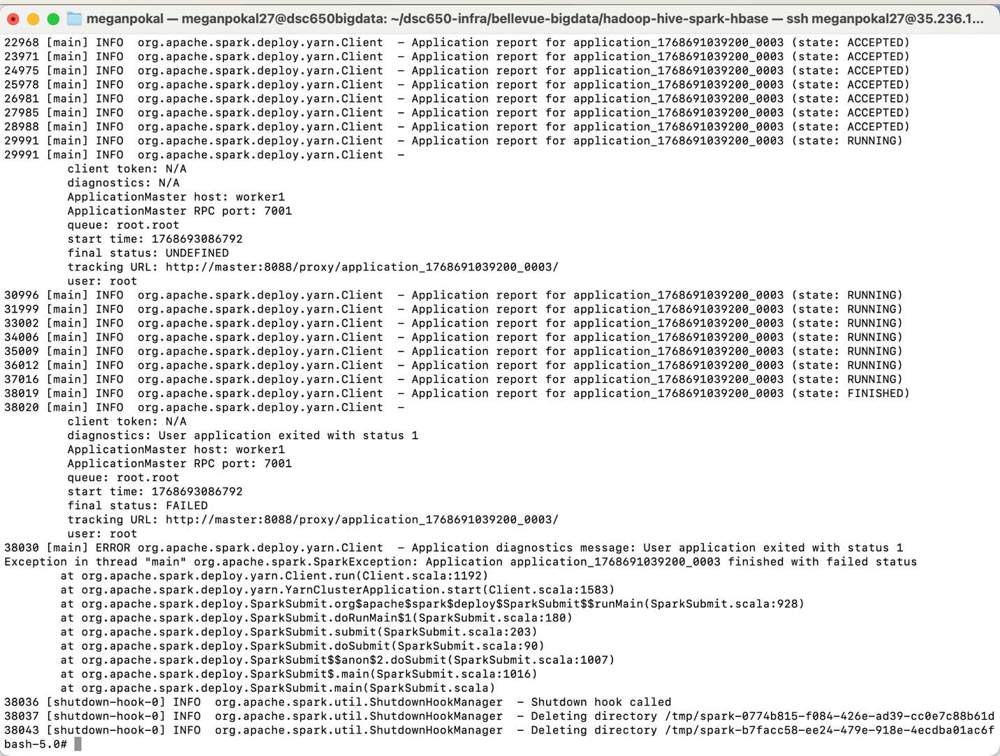 meganpokal — meganpokal27@dsc650bigdata: ~/dsc650-infra/bellevue-bigdata/hadoop-hive-spark-hbase — ssh meganpokal27@35.236.1...
22968 [main] INFO  org.apache.spark.deploy.yarn.Client  – Application report for application_1768691039200_0003 (state: ACCEPTED)
23971 [main] INFO  org.apache.spark.deploy.yarn.Client  – Application report for application_1768691039200_0003 (state: ACCEPTED)
24975 [main] INFO  org.apache.spark.deploy.yarn.Client  – Application report for application_1768691039200_0003 (state: ACCEPTED)
25978 [main] INFO  org.apache.spark.deploy.yarn.Client  – Application report for application_1768691039200_0003 (state: ACCEPTED)
26981 [main] INFO  org.apache.spark.deploy.yarn.Client  – Application report for application_1768691039200_0003 (state: ACCEPTED)
27985 [main] INFO  org.apache.spark.deploy.yarn.Client  – Application report for application_1768691039200_0003 (state: ACCEPTED)
28988 [main] INFO  org.apache.spark.deploy.yarn.Client  – Application report for application_1768691039200_0003 (state: ACCEPTED)
29991 [main] INFO  org.apache.spark.deploy.yarn.Client  – Application report for application_1768691039200_0003 (state: RUNNING)
29991 [main] INFO  org.apache.spark.deploy.yarn.Client  –
client token: N/A
diagnostics: N/A
ApplicationMaster host: worker1
ApplicationMaster RPC port: 7001
queue: root.root
start time: 1768693086792
final status: UNDEFINED
tracking URL: http://master:8088/proxy/application_1768691039200_0003/
user: root
30996 [main] INFO  org.apache.spark.deploy.yarn.Client  – Application report for application_1768691039200_0003 (state: RUNNING)
31999 [main] INFO  org.apache.spark.deploy.yarn.Client  – Application report for application_1768691039200_0003 (state: RUNNING)
33002 [main] INFO  org.apache.spark.deploy.yarn.Client  – Application report for application_1768691039200_0003 (state: RUNNING)
34006 [main] INFO  org.apache.spark.deploy.yarn.Client  – Application report for application_1768691039200_0003 (state: RUNNING)
35009 [main] INFO  org.apache.spark.deploy.yarn.Client  – Application report for application_1768691039200_0003 (state: RUNNING)
36012 [main] INFO  org.apache.spark.deploy.yarn.Client  – Application report for application_1768691039200_0003 (state: RUNNING)
37016 [main] INFO  org.apache.spark.deploy.yarn.Client  – Application report for application_1768691039200_0003 (state: RUNNING)
38019 [main] INFO  org.apache.spark.deploy.yarn.Client  – Application report for application_1768691039200_0003 (state: FINISHED)
38020 [main] INFO  org.apache.spark.deploy.yarn.Client  –
client token: N/A
diagnostics: User application exited with status 1
ApplicationMaster host: worker1
ApplicationMaster RPC port: 7001
queue: root.root
start time: 1768693086792
final status: FAILED
tracking URL: http://master:8088/proxy/application_1768691039200_0003/
user: root
38030 [main] ERROR org.apache.spark.deploy.yarn.Client  – Application diagnostics message: User application exited with status 1
Exception in thread "main" org.apache.spark.SparkException: Application application_1768691039200_0003 finished with failed status
at org.apache.spark.deploy.yarn.Client.run(Client.scala:1192)
at org.apache.spark.deploy.yarn.YarnClusterApplication.start(Client.scala:1583)
at org.apache.spark.deploy.SparkSubmit.org$apache$spark$deploy$SparkSubmit$$runMain(SparkSubmit.scala:928)
at org.apache.spark.deploy.SparkSubmit.doRunMain$1(SparkSubmit.scala:180)
at org.apache.spark.deploy.SparkSubmit.submit(SparkSubmit.scala:203)
at org.apache.spark.deploy.SparkSubmit.doSubmit(SparkSubmit.scala:90)
at org.apache.spark.deploy.SparkSubmit$$anon$2.doSubmit(SparkSubmit.scala:1007)
at org.apache.spark.deploy.SparkSubmit$.main(SparkSubmit.scala:1016)
at org.apache.spark.deploy.SparkSubmit.main(SparkSubmit.scala)
38036 [shutdown-hook-0] INFO  org.apache.spark.util.ShutdownHookManager  – Shutdown hook called
38037 [shutdown-hook-0] INFO  org.apache.spark.util.ShutdownHookManager  – Deleting directory /tmp/spark-0774b815-f084-426e-ad39-cc0e7c88b61d
38043 [shutdown-hook-0] INFO  org.apache.spark.util.ShutdownHookManager  – Deleting directory /tmp/spark-b7facc58-ee24-479e-918e-4ecdba01ac6f
bash-5.0#